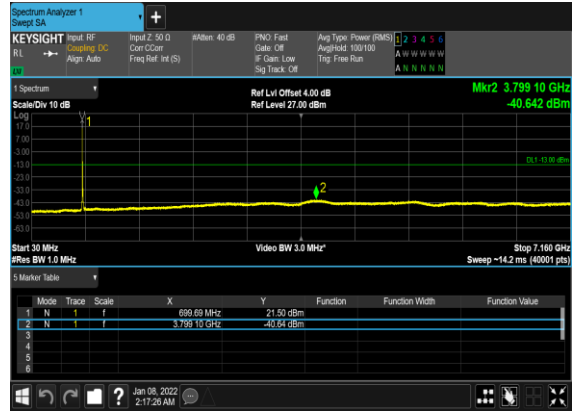 Spectrum Analyzer 1
Swept SA
+
KEYSIGHT Input: RF Input Z: 50 Ω #Atten: 40 dB PNO: Fast Avg Type: Power (RMS) 1 2 3 4 5 6
RL Coupling: DC Corr CCorr Gate: Off Avg|Hold: 100/100 A W W W W W
Align: Auto Freq Ref: Int (S) IF Gain: Low Trig: Free Run
Sig Track: Off A N N N N N
1 Spectrum Ref Lvl Offset 4.00 dB Mkr2 3.799 10 GHz
Scale/Div 10 dB Ref Level 27.00 dBm -40.642 dBm
Log
17.0 1
7.00
-3.00
-13.0 DL1 -13.00 dBm
-23.0
-33.0 2
-43.0
-53.0
-63.0
Start 30 MHz Video BW 3.0 MHz* Stop 7.160 GHz
#Res BW 1.0 MHz Sweep ~14.2 ms (40001 pts)
5 Marker Table
Mode Trace Scale X Y Function Function Width Function Value
1 N 1 f 699.69 MHz 21.50 dBm
2 N 1 f 3.799 10 GHz -40.64 dBm
3
4
5
6
? Jan 08, 2022
2:17:26 AM